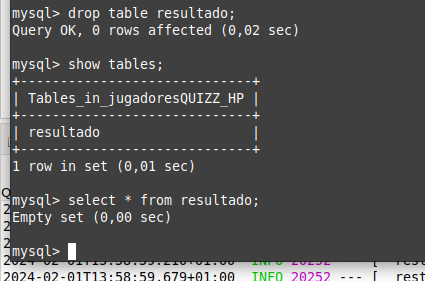 mysql> drop table resultado;
Query OK, 0 rows affected (0,02 sec)
mysql> show tables;
+-----------------------------+
| Tables_in_jugadoresQUIZZ_HP |
+-----------------------------+
| resultado                   |
+-----------------------------+
1 row in set (0,01 sec)
mysql> select * from resultado;
Empty set (0,00 sec)
mysql>
2024-02-01T13:58:59.216+01:00  INFO 20252 --- [  rest
2024-02-01T13:58:59.679+01:00  INFO 20252 --- [  rest